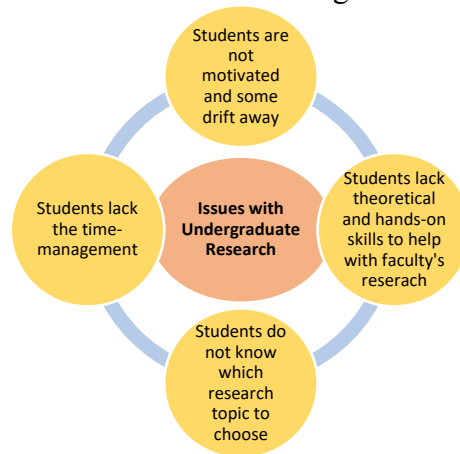 Students are
not
motivated
and some
drift away
Students lack
the time-
management
Issues with
Undergraduate
Research
Students lack
theoretical
and hands-on
skills to help
with faculty's
reserach
Students do
not know
which
research
topic to
choose